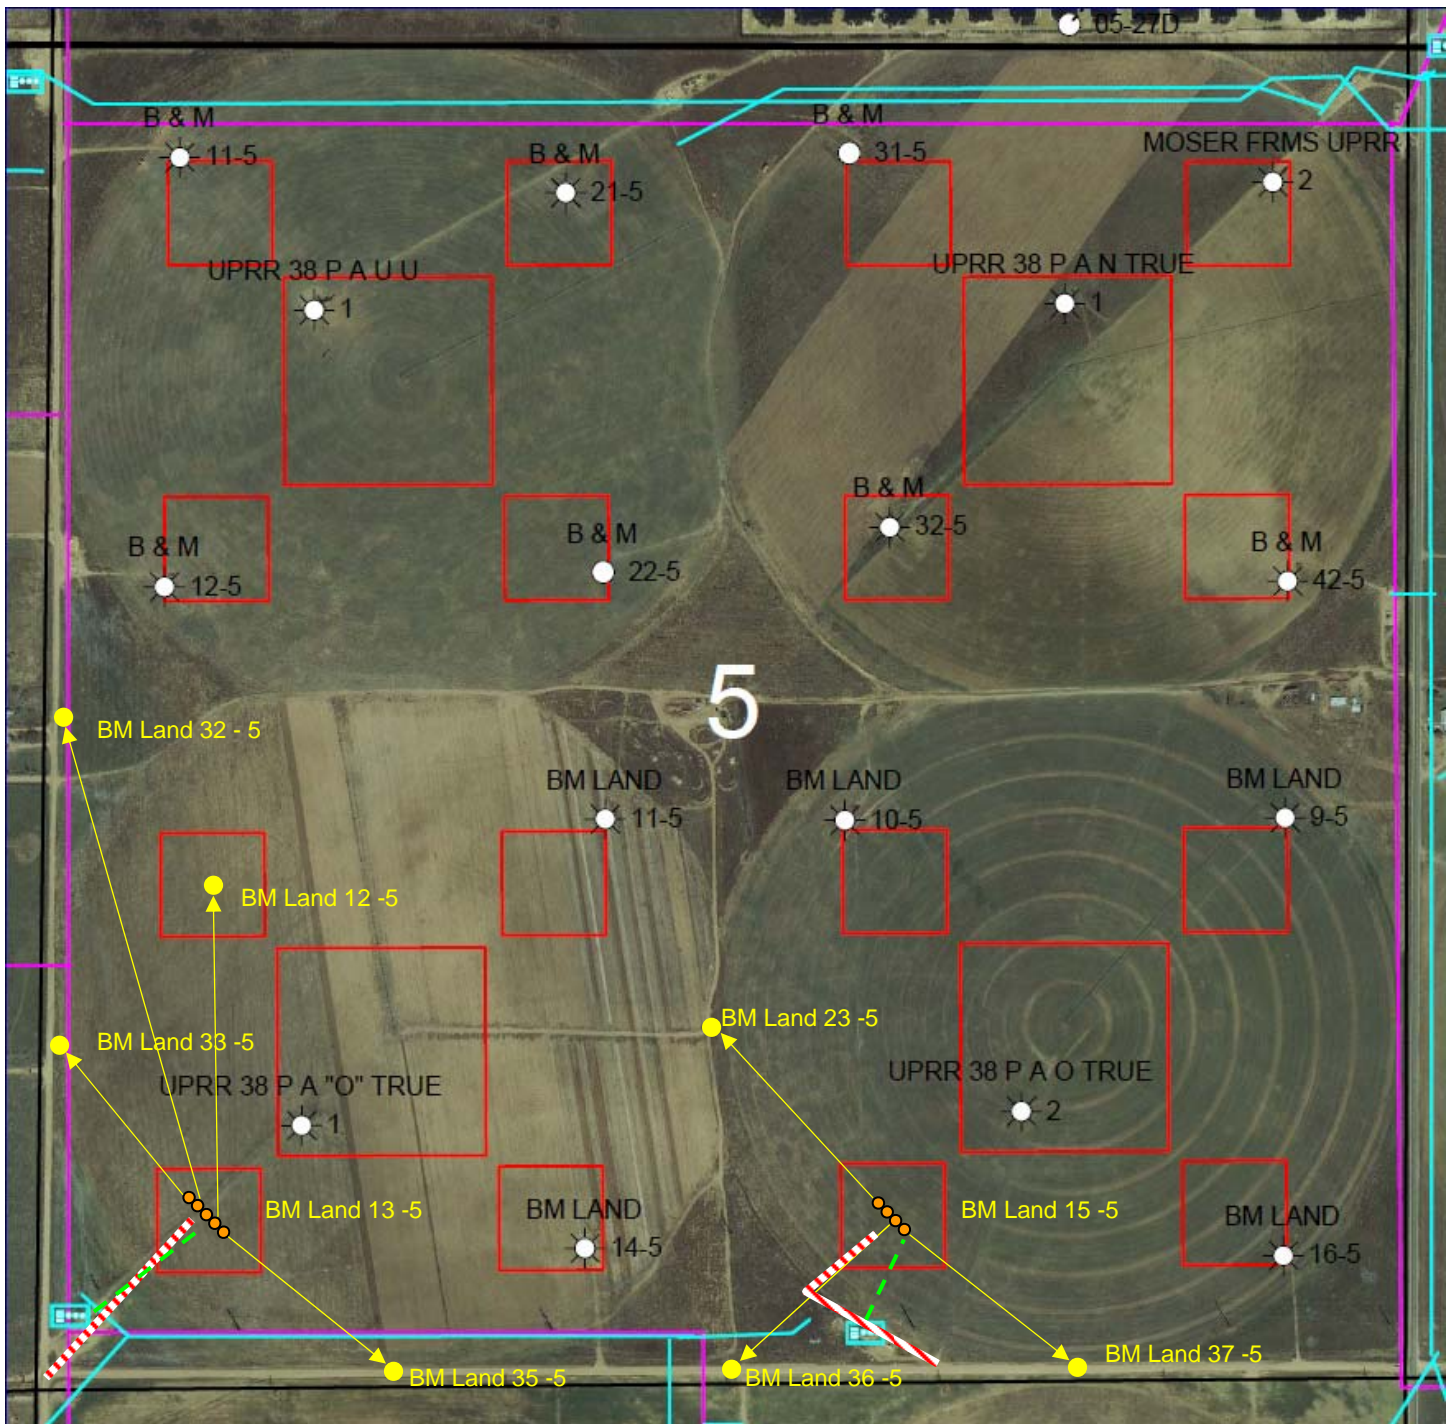 05-27D
B & M
11-5
B & M
21-5
B & M
31-5
MOSER FRMS UPRR
2
UPRR 38 P A U U
1
UPRR 38 P A N TRUE
1
B & M
12-5
B & M
22-5
B & M
32-5
B & M
42-5
5
BM Land 32 - 5
BM LAND
11-5
BM LAND
10-5
BM LAND
9-5
BM Land 12 -5
BM Land 33 -5
BM Land 23 -5
UPRR 38 P A "O" TRUE
1
UPRR 38 P A O TRUE
2
BM Land 13 -5
BM LAND
14-5
BM Land 15 -5
BM LAND
16-5
BM Land 35 -5
BM Land 36 -5
BM Land 37 -5